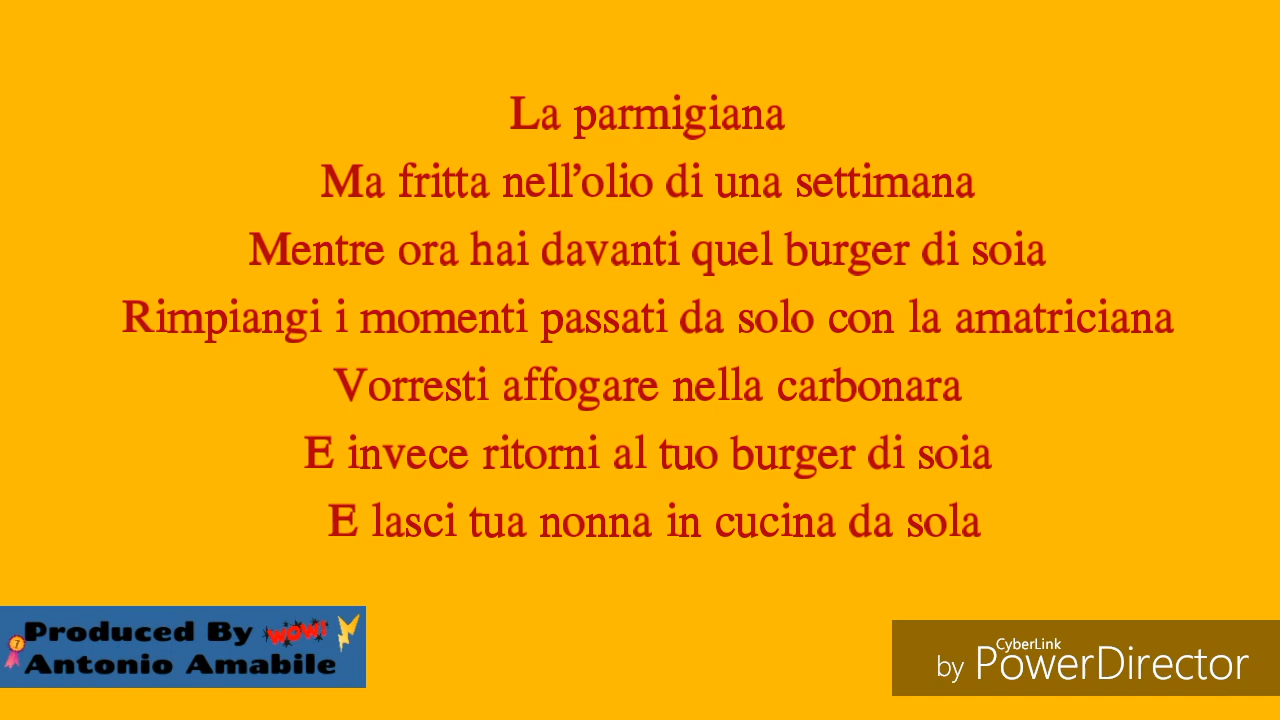 La parmigiana
Ma fritta nell’olio di una settimana
Mentre ora hai davanti quel burger di soia
Rimpiangi i momenti passati da solo con la amatriciana
Vorresti affogare nella carbonara
E invece ritorni al tuo burger di soia
E lasci tua nonna in cucina da sola
Produced By WOW!
7
Antonio Amabile
CyberLink
by PowerDirector